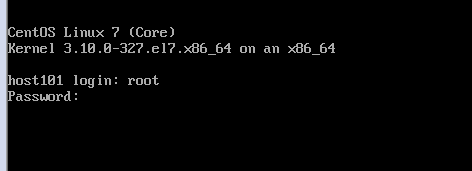 CentOS Linux 7 (Core)
Kernel 3.10.0-327.el7.x86_64 on an x86_64
host101 login: root
Password: